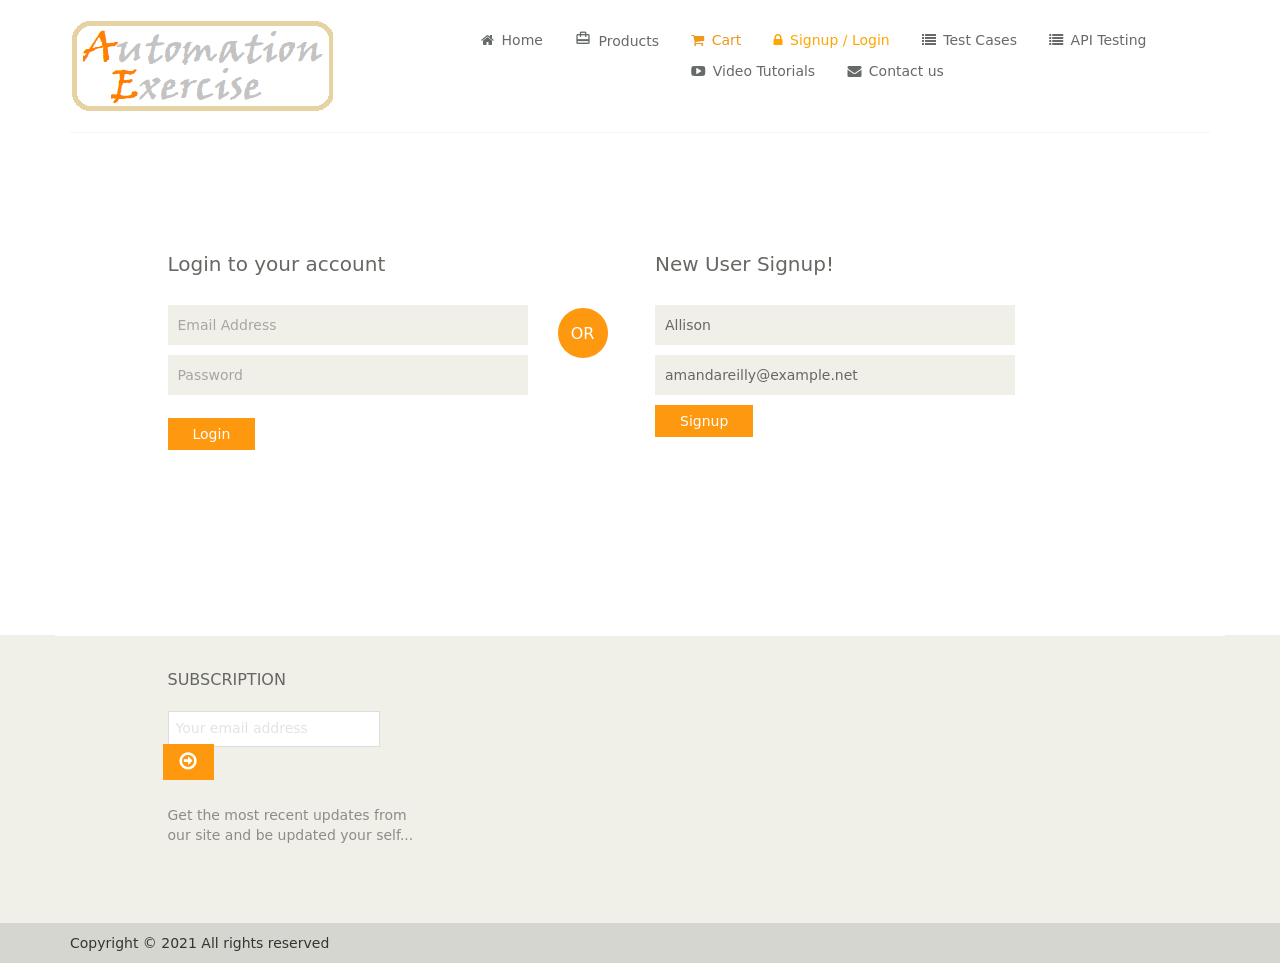 Automation
Exercise
Home Products Cart Signup / Login Test Cases API Testing
Video Tutorials Contact us
Login to your account
Email Address
Password
Login
OR
New User Signup!
Allison
amandareilly@example.net
Signup
SUBSCRIPTION
Your email address
Get the most recent updates from
our site and be updated your self...
Copyright © 2021 All rights reserved